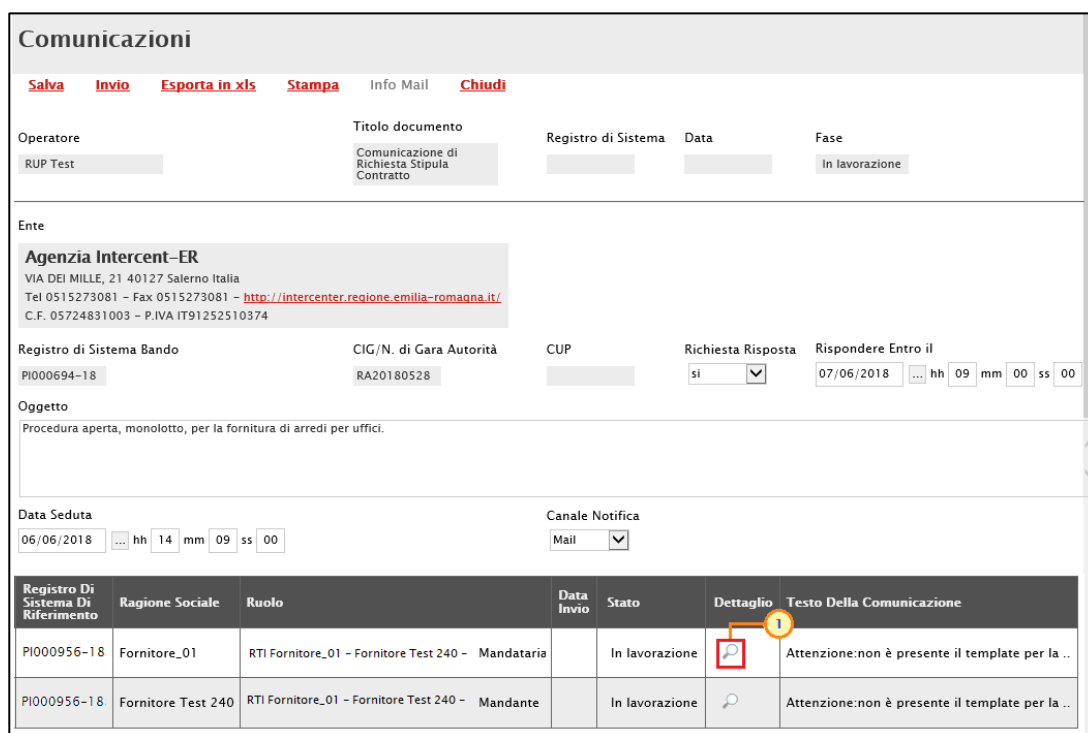 Comunicazioni
Salva Invio Esporta in xls Stampa Info Mail Chiudi
Operatore
RUP Test
Titolo documento
Comunicazione di
Richiesta Stipula
Contratto
Registro di Sistema
Data
Fase
In lavorazione
Ente
Agenzia Intercent-ER
VIA DEI MILLE, 21 40127 Salerno Italia
Tel 0515273081 - Fax 0515273081 - http://intercenter.regione.emilia-romagna.it/
C.F. 05724831003 - P.IVA IT91252510374
Registro di Sistema Bando
PI000694-18
CIG/N. di Gara Autorità
RA20180528
CUP
Richiesta Risposta
si
Rispondere Entro il
07/06/2018 ... hh 09 mm 00 ss 00
Oggetto
Procedura aperta, monolotto, per la fornitura di arredi per uffici.
Data Seduta
06/06/2018 ... hh 14 mm 09 ss 00
Canale Notifica
Mail
Registro Di Sistema Di Riferimento Ragione Sociale Ruolo Data Invio Stato Dettaglio Testo Della Comunicazione
1
PI000956-18 Fornitore_01 RTI Fornitore_01 - Fornitore Test 240 - Mandataria In lavorazione Attenzione:non è presente il template per la ..
PI000956-18 Fornitore Test 240 RTI Fornitore_01 - Fornitore Test 240 - Mandante In lavorazione Attenzione:non è presente il template per la ..